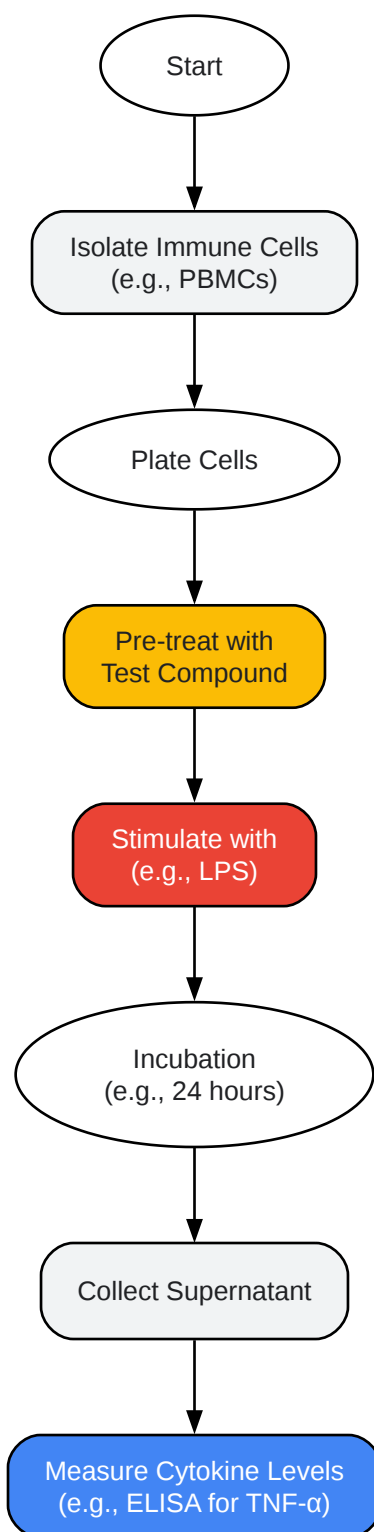 Start
Isolate Immune Cells
(e.g., PBMCs)
Plate Cells
Pre-treat with
Test Compound
Stimulate with
(e.g., LPS)
Incubation
(e.g., 24 hours)
Collect Supernatant
Measure Cytokine Levels
(e.g., ELISA for TNF-α)